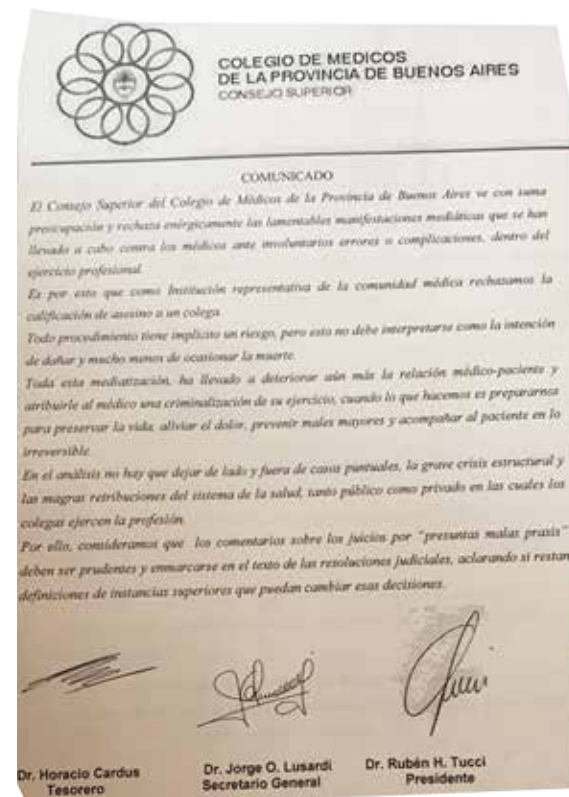 COLEGIO DE MEDICOS
DE LA PROVINCIA DE BUENOS AIRES
CONSEJO SUPERIOR
COMUNICADO
El Consejo Superior del Colegio de Médicos de la Provincia de Buenos Aires ve con suma
preocupación y rechaza enérgicamente las lamentables manifestaciones mediáticas que se han
llevado a cabo contra los médicos ante involuntarios errores o complicaciones, dentro del
ejercicio profesional.
Es por esto que como Institución representativa de la comunidad médica rechazamos la
calificación de asesino a un colega.
Todo procedimiento tiene implícito un riesgo, pero esto no debe interpretarse como la intención
de dañar y mucho menos de ocasionar la muerte.
Toda esta mediatización, ha llevado a deteriorar aún más la relación médico-paciente y
atribuirle al médico una criminalización de su ejercicio, cuando lo que hacemos es prepararnos
para preservar la vida, aliviar el dolor, prevenir males mayores y acompañar al paciente en lo
irreversible.
En el análisis no hay que dejar de lado y fuera de casos puntuales, la grave crisis estructural y
las magras retribuciones del sistema de la salud, tanto público como privado en las cuales los
colegas ejercen la profesión.
Por ello, consideramos que los comentarios sobre los juicios por "presuntas malas praxis"
deben ser prudentes y enmarcarse en el texto de las resoluciones judiciales, aclarando si restan
definiciones de instancias superiores que puedan cambiar esas decisiones.
Dr. Horacio Cardus
Tesorero
Dr. Jorge O. Lusardi
Secretario General
Dr. Rubén H. Tucci
Presidente